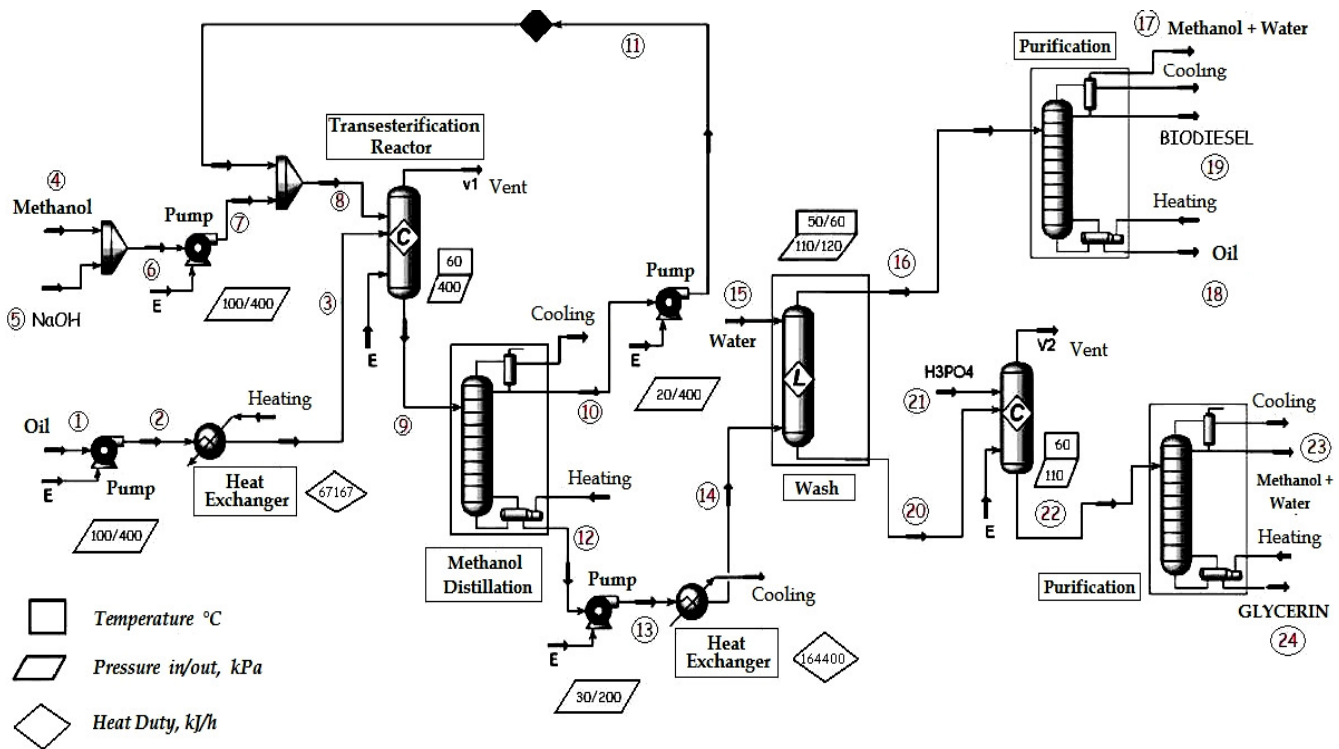 17
Methanol + Water
Purification
Cooling
BIODIESEL
19
Heating
Oil
18
11
Transesterification
Reactor
v1
Vent
4
Methanol
Pump
7
8
C
6
E
5
NaOH
100/400
3
60
400
E
50/60
110/120
16
Pump
15
Water
E
20/400
L
Wash
Cooling
9
10
Heating
12
Methanol
Distillation
Oil
1
2
Heating
E
Pump
Heat
Exchanger
67167
100/400
V2
Vent
H3PO4
21
C
60
110
20
E
22
14
Cooling
23
Methanol +
Water
Heating
Purification
GLYCERIN
24
Pump
13
E
Cooling
Heat
Exchanger
164400
30/200
Temperature °C
Pressure in/out, kPa
Heat Duty, kJ/h